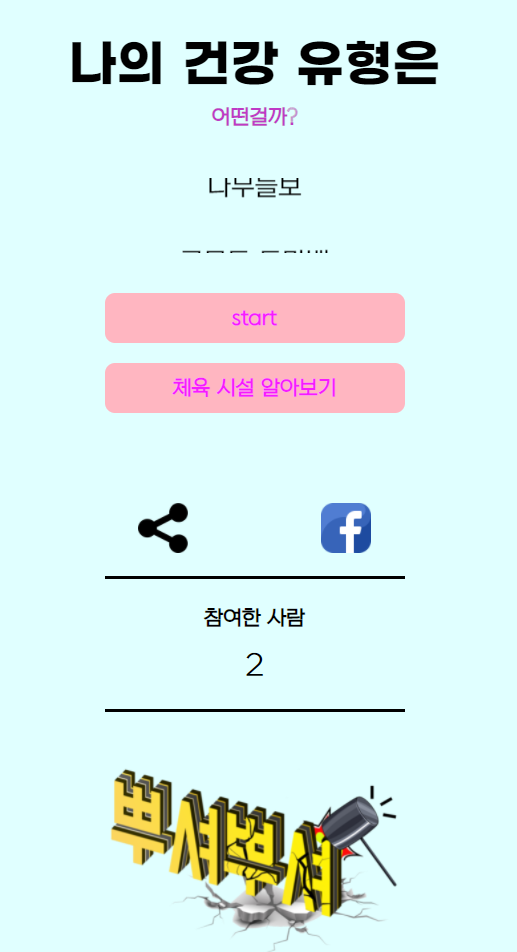 나의 건강 유형은
어떤걸까?
나무늘보
start
체육 시설 알아보기
참여한 사람
2
뿌셔뿌셔